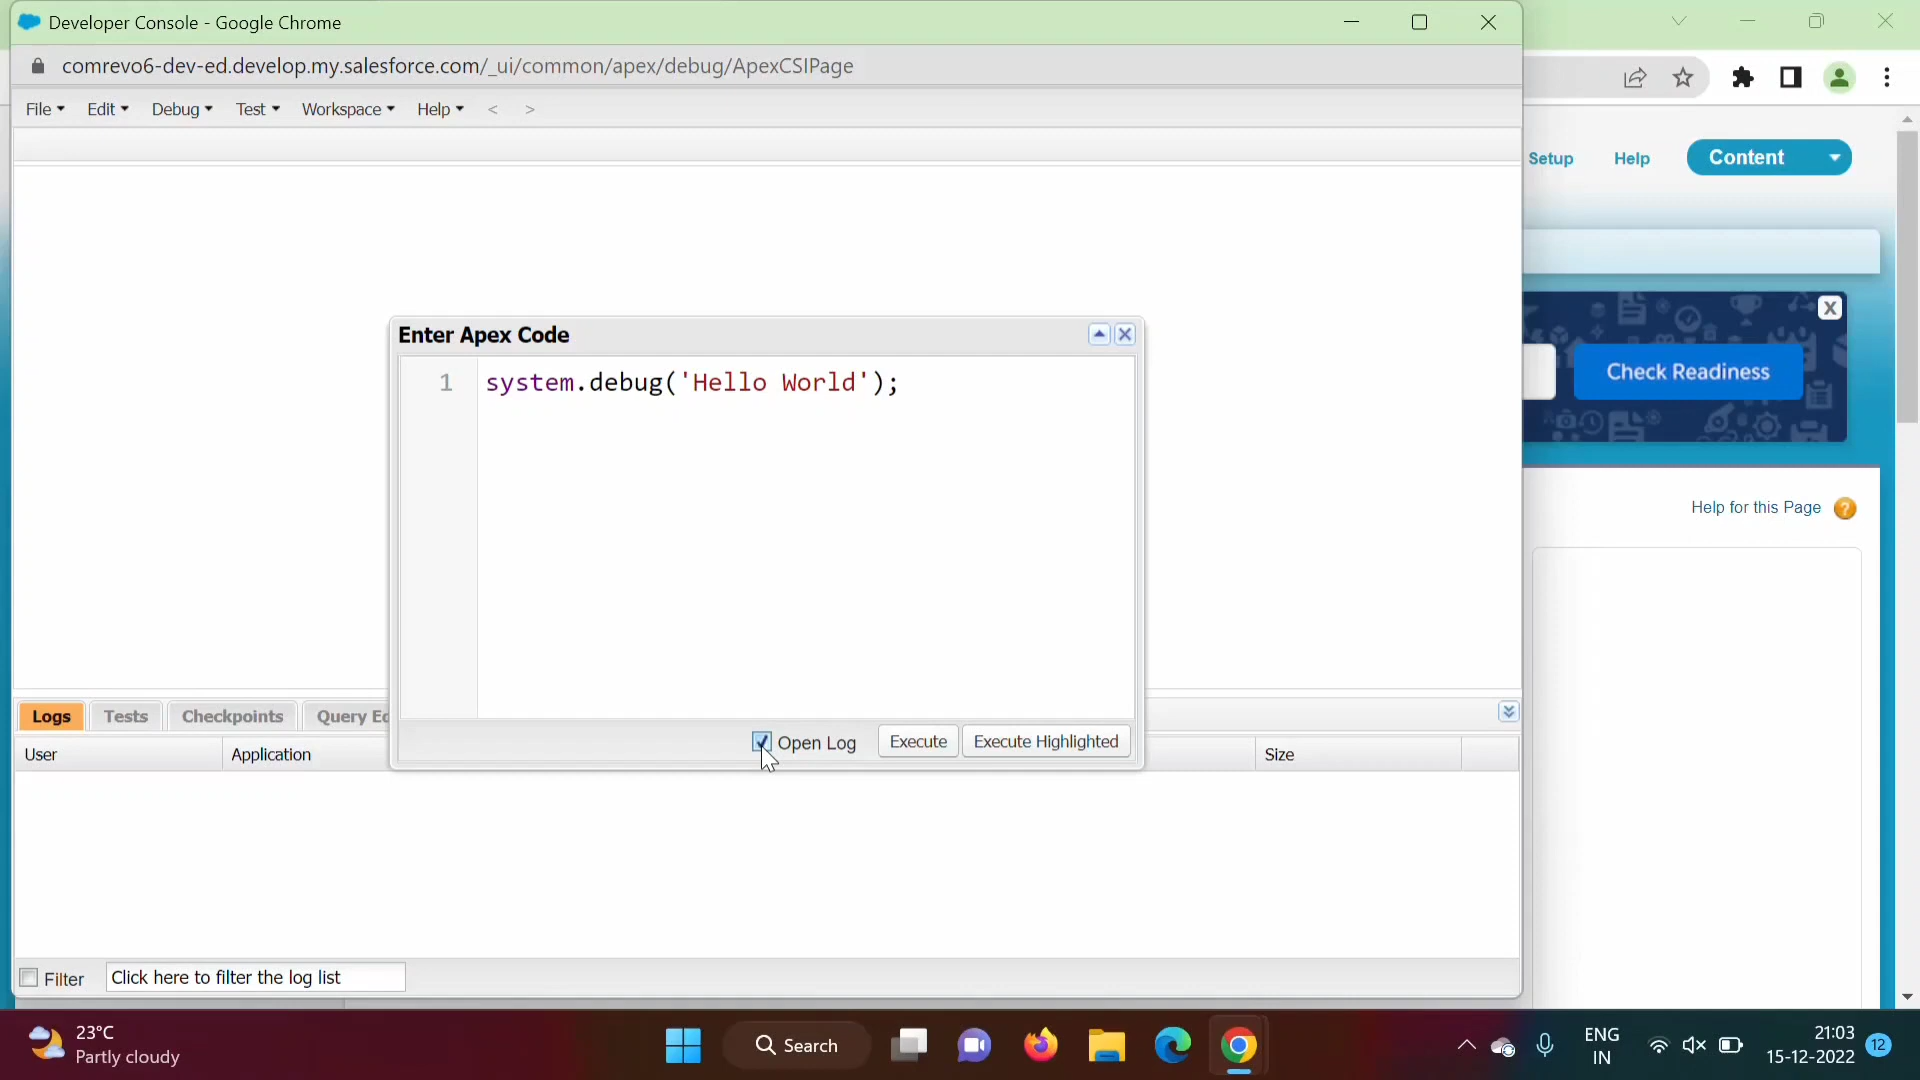 Developer Console - Google Chrome
comrevo6-dev-ed.develop.my.salesforce.com/_ui/common/apex/debug/ApexCSIPage
File Edit Debug Test Workspace Help < >
Setup Help Content
Enter Apex Code
1 system.debug('Hello World');
Check Readiness
X
Help for this Page ?
Logs Tests Checkpoints Query
Open Log Execute Execute Highlighted
User Application Size
Filter Click here to filter the log list
23°C
Partly cloudy
Search
ENG
IN
21:03
15-12-2022
12